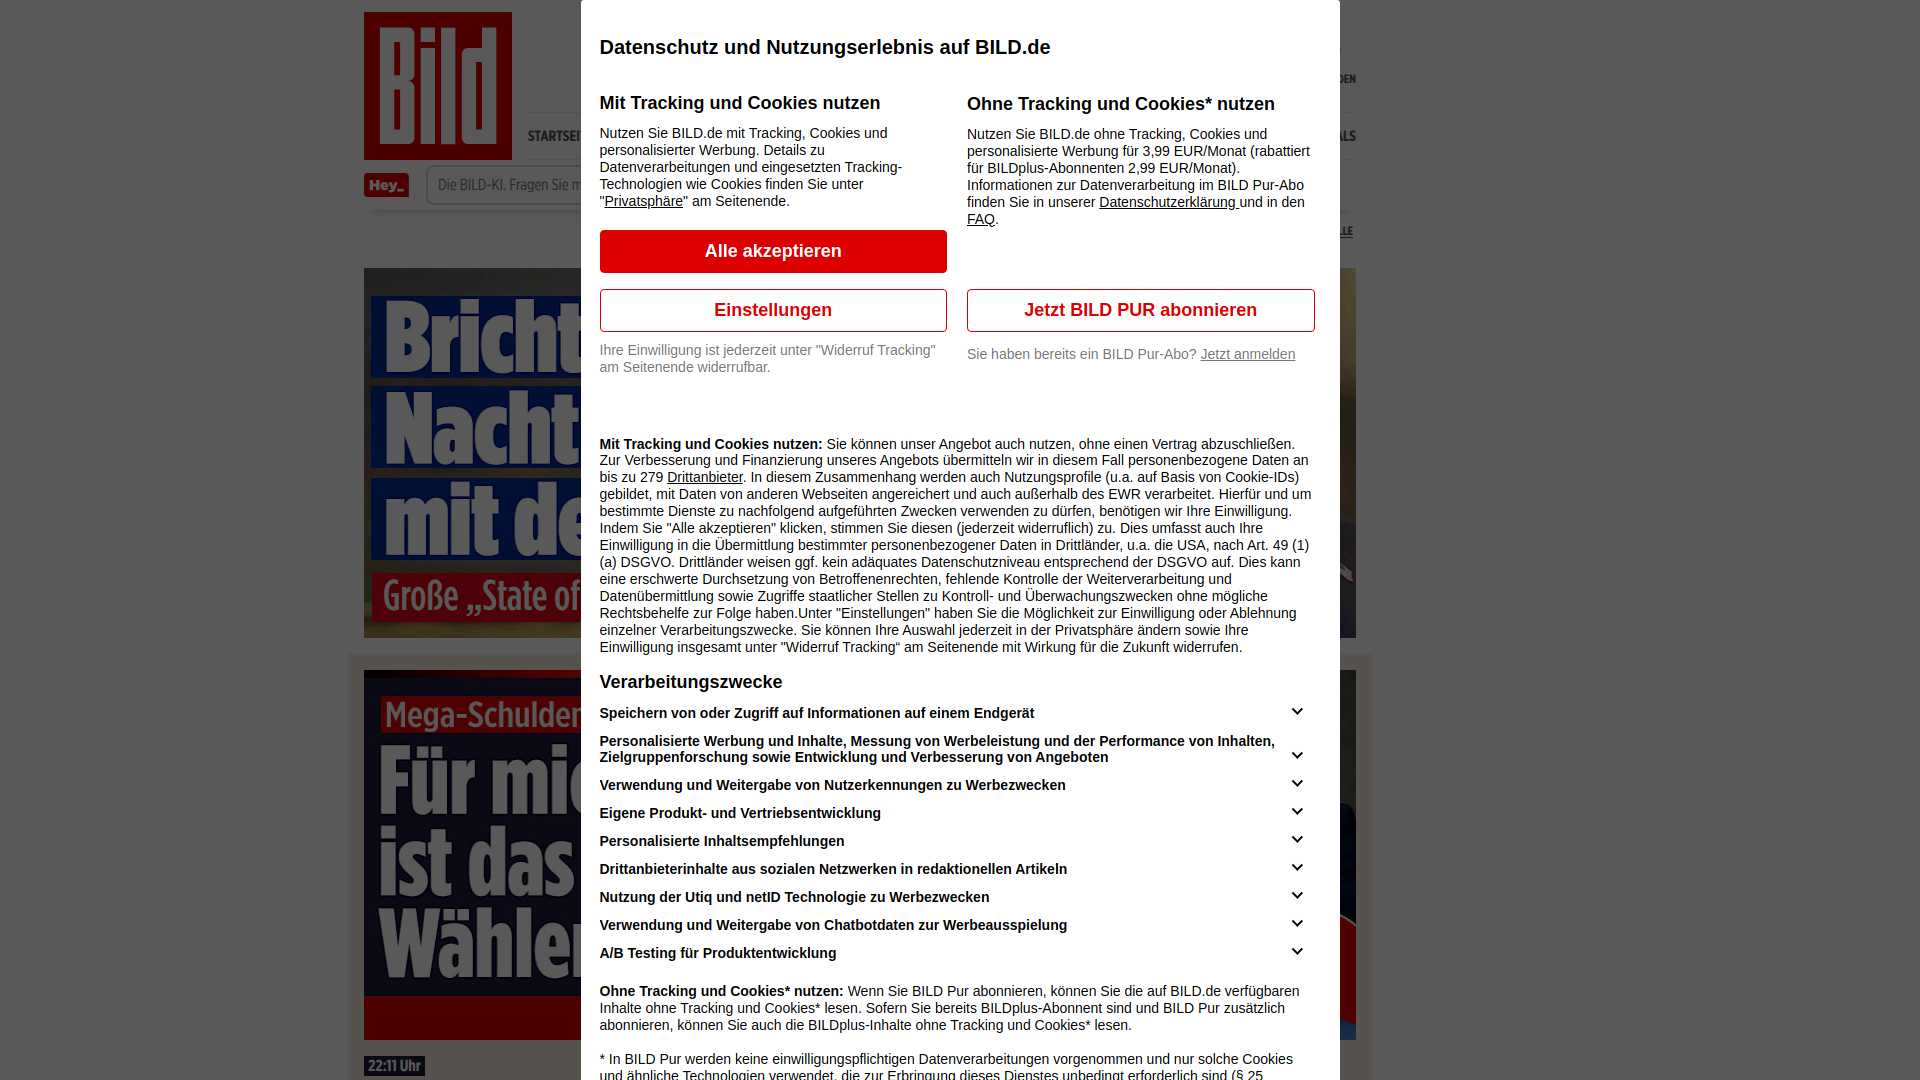 Bild
STARTSEI
Hey_
Die BILD-KI. Fragen Sie m
Bricht
Nacht
mit de
Große „State of
Mega-Schulden
Für mi
ist das
Wähler
22:11 Uhr
DEN
ALS
LLE
Datenschutz und Nutzungserlebnis auf BILD.de
Mit Tracking und Cookies nutzen
Nutzen Sie BILD.de mit Tracking, Cookies und
personalisierter Werbung. Details zu
Datenverarbeitungen und eingesetzten Tracking-
Technologien wie Cookies finden Sie unter
"Privatsphäre" am Seitenende.
Alle akzeptieren
Einstellungen
Ihre Einwilligung ist jederzeit unter "Widerruf Tracking"
am Seitenende widerrufbar.
Ohne Tracking und Cookies* nutzen
Nutzen Sie BILD.de ohne Tracking, Cookies und
personalisierte Werbung für 3,99 EUR/Monat (rabattiert
für BILDplus-Abonnenten 2,99 EUR/Monat).
Informationen zur Datenverarbeitung im BILD Pur-Abo
finden Sie in unserer Datenschutzerklärung und in den
FAQ.
Jetzt BILD PUR abonnieren
Sie haben bereits ein BILD Pur-Abo? Jetzt anmelden
Mit Tracking und Cookies nutzen: Sie können unser Angebot auch nutzen, ohne einen Vertrag abzuschließen.
Zur Verbesserung und Finanzierung unseres Angebots übermitteln wir in diesem Fall personenbezogene Daten an
bis zu 279 Drittanbieter. In diesem Zusammenhang werden auch Nutzungsprofile (u.a. auf Basis von Cookie-IDs)
gebildet, mit Daten von anderen Webseiten angereichert und auch außerhalb des EWR verarbeitet. Hierfür und um
bestimmte Dienste zu nachfolgend aufgeführten Zwecken verwenden zu dürfen, benötigen wir Ihre Einwilligung.
Indem Sie "Alle akzeptieren" klicken, stimmen Sie diesen (jederzeit widerruflich) zu. Dies umfasst auch Ihre
Einwilligung in die Übermittlung bestimmter personenbezogener Daten in Drittländer, u.a. die USA, nach Art. 49 (1)
(a) DSGVO. Drittländer weisen ggf. kein adäquates Datenschutzniveau entsprechend der DSGVO auf. Dies kann
eine erschwerte Durchsetzung von Betroffenenrechten, fehlende Kontrolle der Weiterverarbeitung und
Datenübermittlung sowie Zugriffe staatlicher Stellen zu Kontroll- und Überwachungszwecken ohne mögliche
Rechtsbehelfe zur Folge haben.Unter "Einstellungen" haben Sie die Möglichkeit zur Einwilligung oder Ablehnung
einzelner Verarbeitungszwecke. Sie können Ihre Auswahl jederzeit in der Privatsphäre ändern sowie Ihre
Einwilligung insgesamt unter "Widerruf Tracking“ am Seitenende mit Wirkung für die Zukunft widerrufen.
Verarbeitungszwecke
Speichern von oder Zugriff auf Informationen auf einem Endgerät
Personalisierte Werbung und Inhalte, Messung von Werbeleistung und der Performance von Inhalten,
Zielgruppenforschung sowie Entwicklung und Verbesserung von Angeboten
Verwendung und Weitergabe von Nutzerkennungen zu Werbezwecken
Eigene Produkt- und Vertriebsentwicklung
Personalisierte Inhaltsempfehlungen
Drittanbieterinhalte aus sozialen Netzwerken in redaktionellen Artikeln
Nutzung der Utiq und netID Technologie zu Werbezwecken
Verwendung und Weitergabe von Chatbotdaten zur Werbeausspielung
A/B Testing für Produktentwicklung
Ohne Tracking und Cookies* nutzen: Wenn Sie BILD Pur abonnieren, können Sie die auf BILD.de verfügbaren
Inhalte ohne Tracking und Cookies* lesen. Sofern Sie bereits BILDplus-Abonnent sind und BILD Pur zusätzlich
abonnieren, können Sie auch die BILDplus-Inhalte ohne Tracking und Cookies* lesen.
* In BILD Pur werden keine einwilligungspflichtigen Datenverarbeitungen vorgenommen und nur solche Cookies
und ähnliche Technologien verwendet, die zur Erbringung dieses Dienstes unbedingt erforderlich sind (§ 25